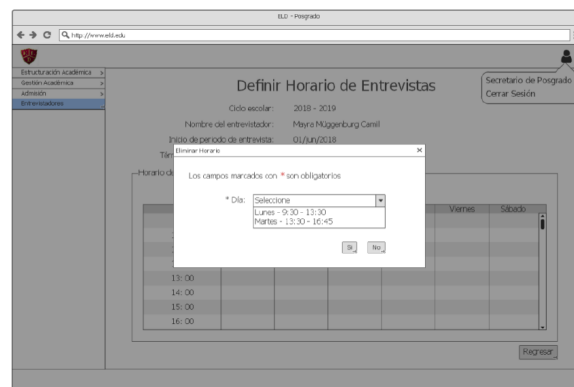 ELD - Posgrado
http://www.eld.edu
Estructuración Académica >
Gestión Académica >
Admisión >
Entrevistadores
Secretario de Posgrado
Cerrar Sesión
Definir Horario de Entrevistas
Ciclo escolar: 2018 - 2019
Nombre del entrevistador: Mayra Müggenburg Camil
Inicio de periodo de entrevista: 01/Jun/2018
Horario de
Eliminar Horario ×
Los campos marcados con * son obligatorios
* Día: Seleccione
Lunes - 9:30 - 13:30
Martes - 13:30 - 16:45
Si No
Viernes Sábado
13: 00
14: 00
15: 00
16: 00
Regresar